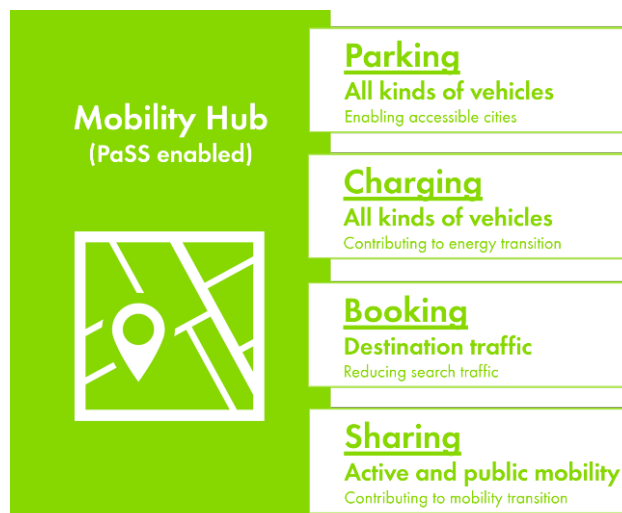 Mobility Hub
(PaSS enabled)
Parking
All kinds of vehicles
Enabling accessible cities
Charging
All kinds of vehicles
Contributing to energy transition
Booking
Destination traffic
Reducing search traffic
Sharing
Active and public mobility
Contributing to mobility transition